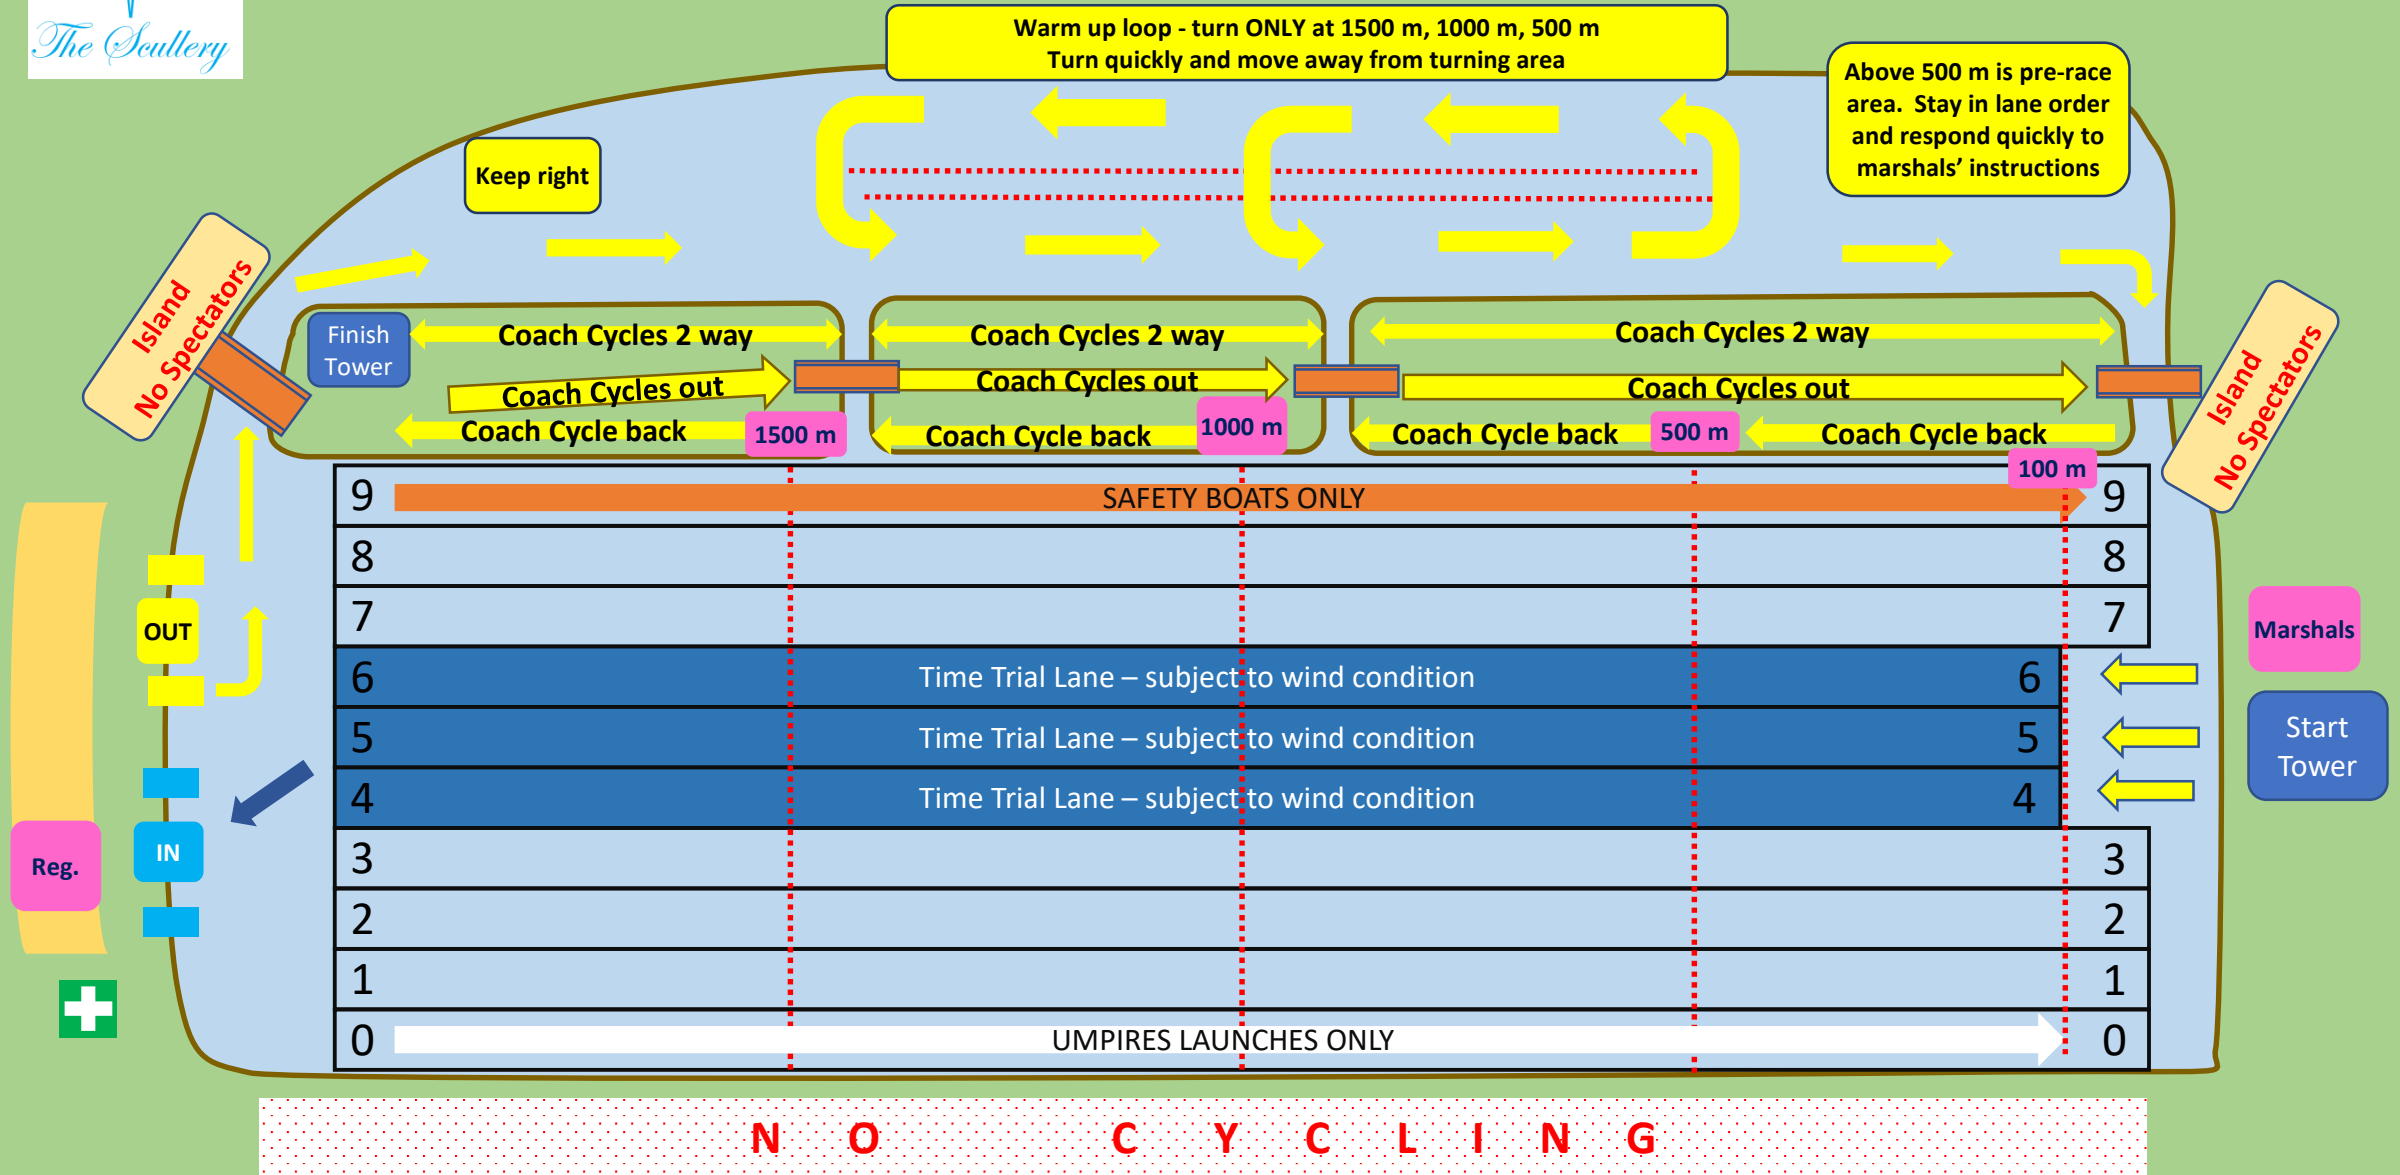 The Scullery
Warm up loop - turn ONLY at 1500 m, 1000 m, 500 m
Turn quickly and move away from turning area
Above 500 m is pre-race
area. Stay in lane order
and respond quickly to
marshals' instructions
Keep right
Island
No Spectators
Finish
Tower
Coach Cycles 2 way
Coach Cycles 2 way
Coach Cycles 2 way
Coach Cycles out
Coach Cycles out
Coach Cycles out
Coach Cycle back
1500 m
Coach Cycle back
1000 m
Coach Cycle back
500 m
Coach Cycle back
100 m
Island
No Spectators
9 SAFETY BOATS ONLY 9
8 8
7 7
6 Time Trial Lane – subject to wind condition 6
5 Time Trial Lane – subject to wind condition 5
4 Time Trial Lane – subject to wind condition 4
3 3
2 2
1 1
0 UMPIRES LAUNCHES ONLY 0
OUT
IN
Reg.
Marshals
Start
Tower
NO CYCLING